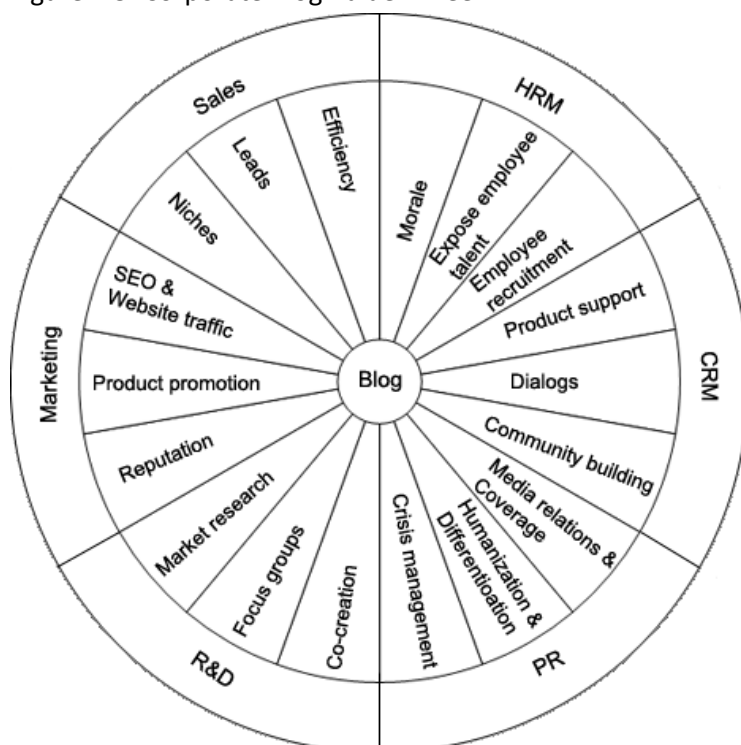 Sales
HRM
Efficiency
Morale
Leads
Expose employee
talent
Niches
Employee
recruitment
SEO &
Website traffic
Product support
Marketing
Product promotion
Blog
Dialogs
CRM
Reputation
Community building
Market research
Media relations &
Coverage
Focus groups
Humanization &
Differentioation
Co-creation
Crisis management
R&D
PR